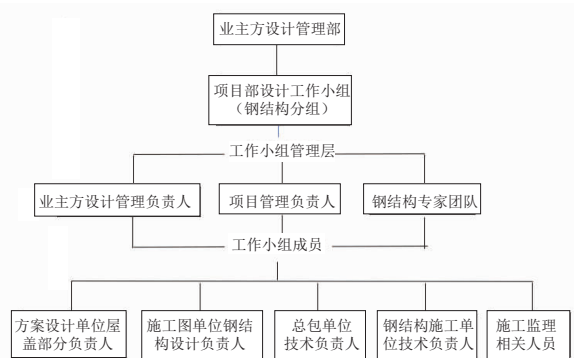 业主方设计管理部
项目部设计工作小组
（钢结构分组）
工作小组管理层
业主方设计管理负责人
项目管理负责人
钢结构专家团队
工作小组成员
方案设计单位屋
盖部分负责人
施工图单位钢结
构设计负责人
总包单位
技术负责人
钢结构施工单
位技术负责人
施工监理
相关人员